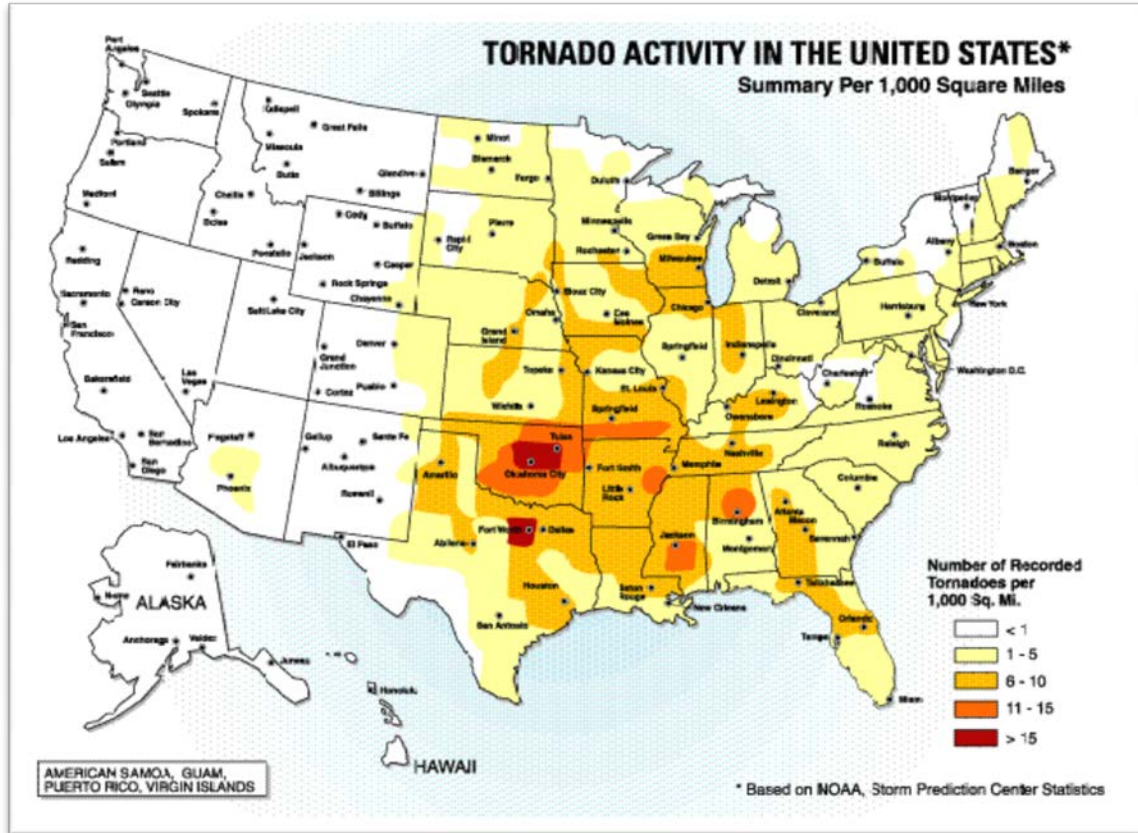 TORNADO ACTIVITY IN THE UNITED STATES*
Summary Per 1,000 Square Miles
Port
Angeles
Seattle
Olympia
Spokane
Portland
Salem
Medford
Kalispell
Great Falls
Missoula
Butte
Glendive
Billings
Challis
Boise
Pocatello
Cody
Buffalo
Jackson
Casper
Rock Springs
Cheyenne
Minot
Bismarck
Fargo
Duluth
Pierre
Rapid
City
Minneapolis
Rochester
Green Bay
Milwaukee
Detroit
Bangor
Montpelier
Albany
Boston
Buffalo
New York
Harrisburg
Cleveland
Washington D.C.
Redding
Sacramento
San
Francisco
Reno
Carson City
Salt Lake City
Las
Vegas
Bakersfield
Los Angeles
San
Bernardino
San
Diego
Flagstaff
Phoenix
Grand
Junction
Denver
Cortez
Pueblo
Gallup
Santa Fe
Albuquerque
Roswell
El Paso
Sioux City
Omaha
Des
Moines
Grand
Island
Topeka
Kansas City
Wichita
Chicago
Springfield
Indianapolis
Cincinnati
St. Louis
Springfield
Charleston
Roanoke
Lexington
Owensboro
Nashville
Memphis
Raleigh
Columbia
Tulsa
Oklahoma City
Amarillo
Fort Smith
Little
Rock
Fort Worth
Dallas
Abilene
Houston
San Antonio
Jackson
Birmingham
Montgomery
Atlanta
Macon
Savannah
Baton
Rouge
New Orleans
Tallahassee
Orlando
Tampa
Miami
Fairbanks
Nome
ALASKA
Anchorage
Valdez
Juneau
Honolulu
HAWAII
AMERICAN SAMOA, GUAM,
PUERTO RICO, VIRGIN ISLANDS
Number of Recorded
Tornadoes per
1,000 Sq. Mi.
< 1
1 - 5
6 - 10
11 - 15
> 15
* Based on NOAA, Storm Prediction Center Statistics